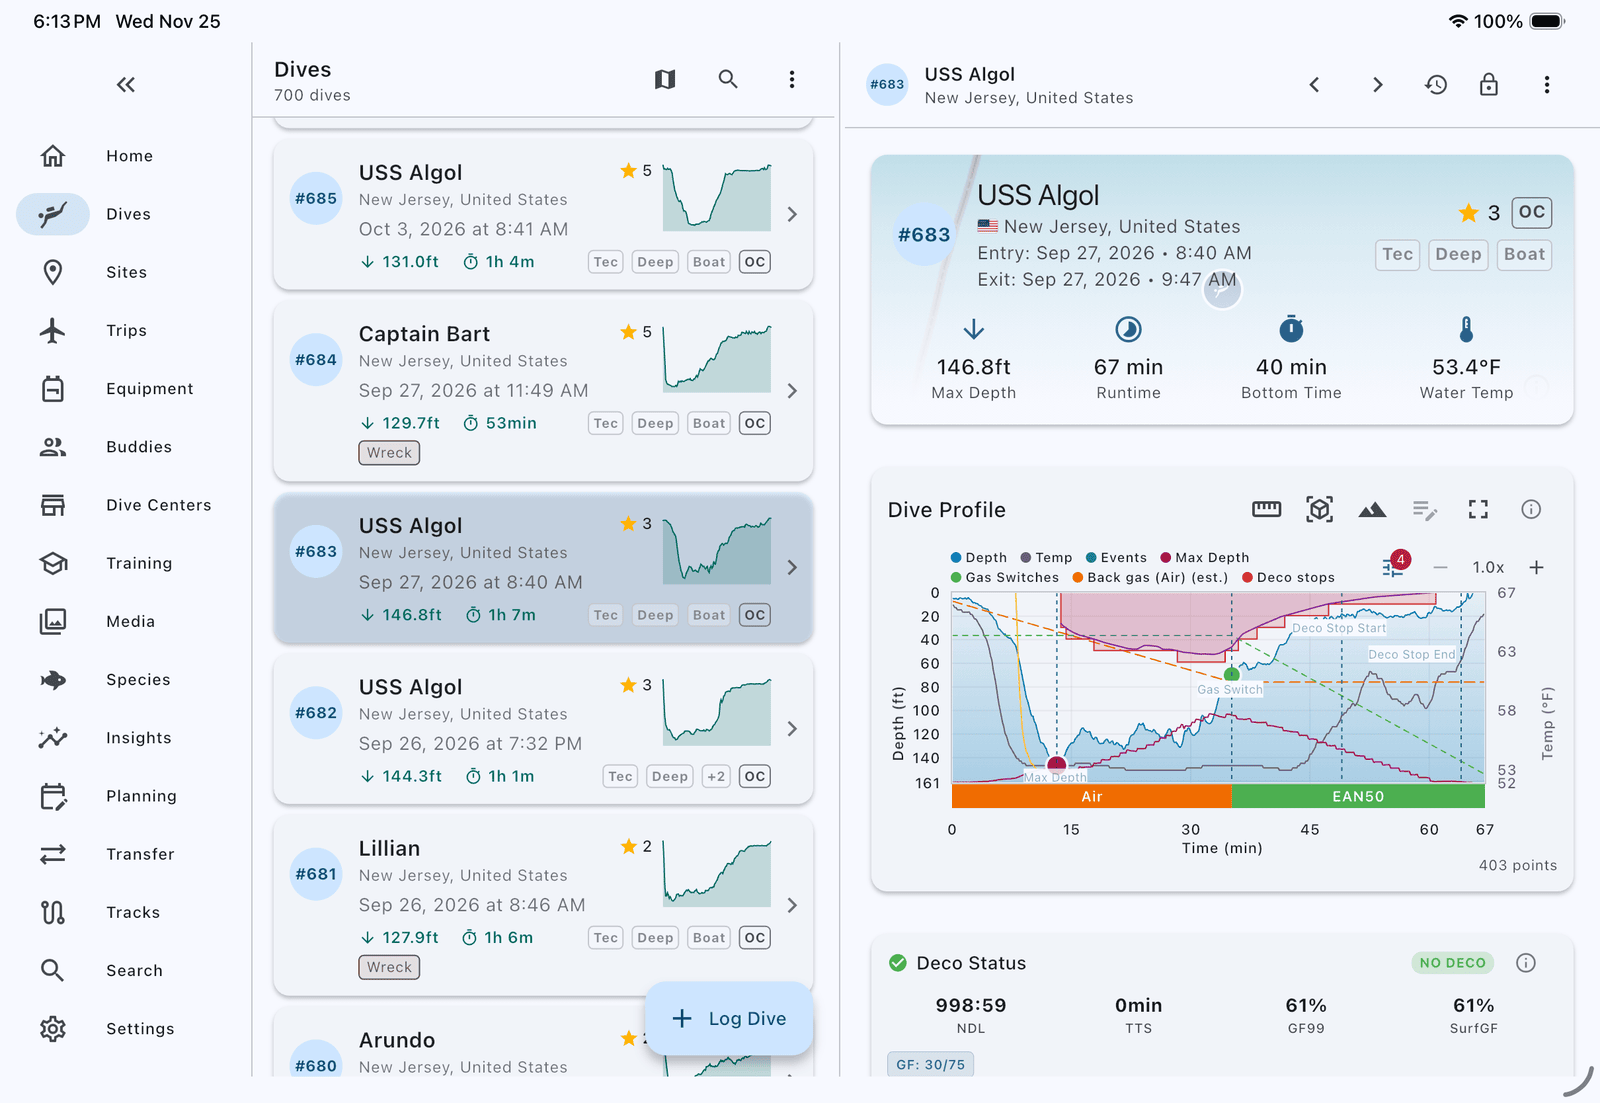 6:13 PM Wed Nov 25
100%
Home
Dives
Sites
Trips
Equipment
Buddies
Dive Centers
Training
Media
Species
Insights
Planning
Transfer
Tracks
Search
Settings
Dives
700 dives
#685
USS Algol
5
New Jersey, United States
Oct 3, 2026 at 8:41 AM
131.0ft 1h 4m
Tec Deep Boat OC
#684
Captain Bart
5
New Jersey, United States
Sep 27, 2026 at 11:49 AM
129.7ft 53min
Tec Deep Boat OC
Wreck
#683
USS Algol
3
New Jersey, United States
Sep 27, 2026 at 8:40 AM
146.8ft 1h 7m
Tec Deep Boat OC
#682
USS Algol
3
New Jersey, United States
Sep 26, 2026 at 7:32 PM
144.3ft 1h 1m
Tec Deep +2 OC
#681
Lillian
2
New Jersey, United States
Sep 26, 2026 at 8:46 AM
127.9ft 1h 6m
Tec Deep Boat OC
Wreck
#680
Arundo
New Jersey, United States
+ Log Dive
#683
USS Algol
New Jersey, United States
#683
USS Algol
New Jersey, United States
Entry: Sep 27, 2026 • 8:40 AM
Exit: Sep 27, 2026 • 9:47 AM
3 OC
Tec Deep Boat
146.8ft
Max Depth
67 min
Runtime
40 min
Bottom Time
53.4°F
Water Temp
Dive Profile
Depth Temp Events Max Depth
Gas Switches Back gas (Air) (est.) Deco stops
4
1.0x
0
20
40
60
80
100
120
140
161
Depth (ft)
67
63
58
53
52
Temp (°F)
Deco Stop Start
Deco Stop End
Gas Switch
Max Depth
Air
EAN50
0 15 30 45 60 67
Time (min)
403 points
Deco Status
NO DECO
998:59
NDL
0min
TTS
61%
GF99
61%
SurfGF
GF: 30/75